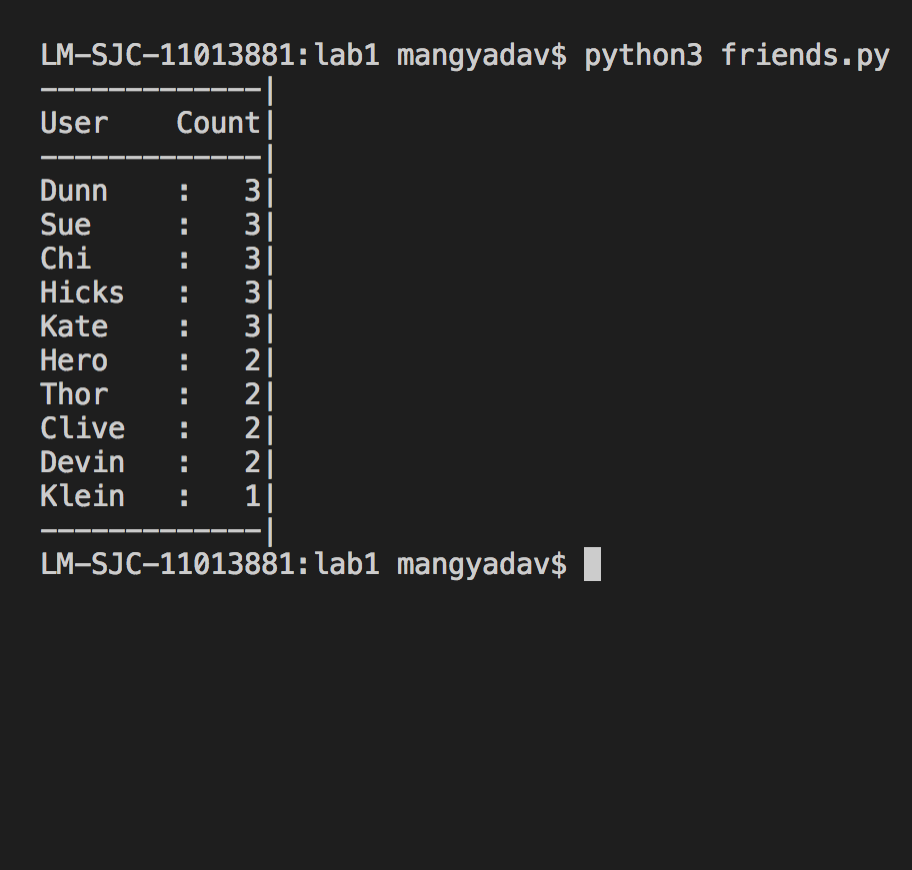 LM-SJC-11013881:lab1 mangyadav$ python3 friends.py
-------------|
User    Count|
-------------|
Dunn    :   3|
Sue     :   3|
Chi     :   3|
Hicks   :   3|
Kate    :   3|
Hero    :   2|
Thor    :   2|
Clive   :   2|
Devin   :   2|
Klein   :   1|
-------------|
LM-SJC-11013881:lab1 mangyadav$